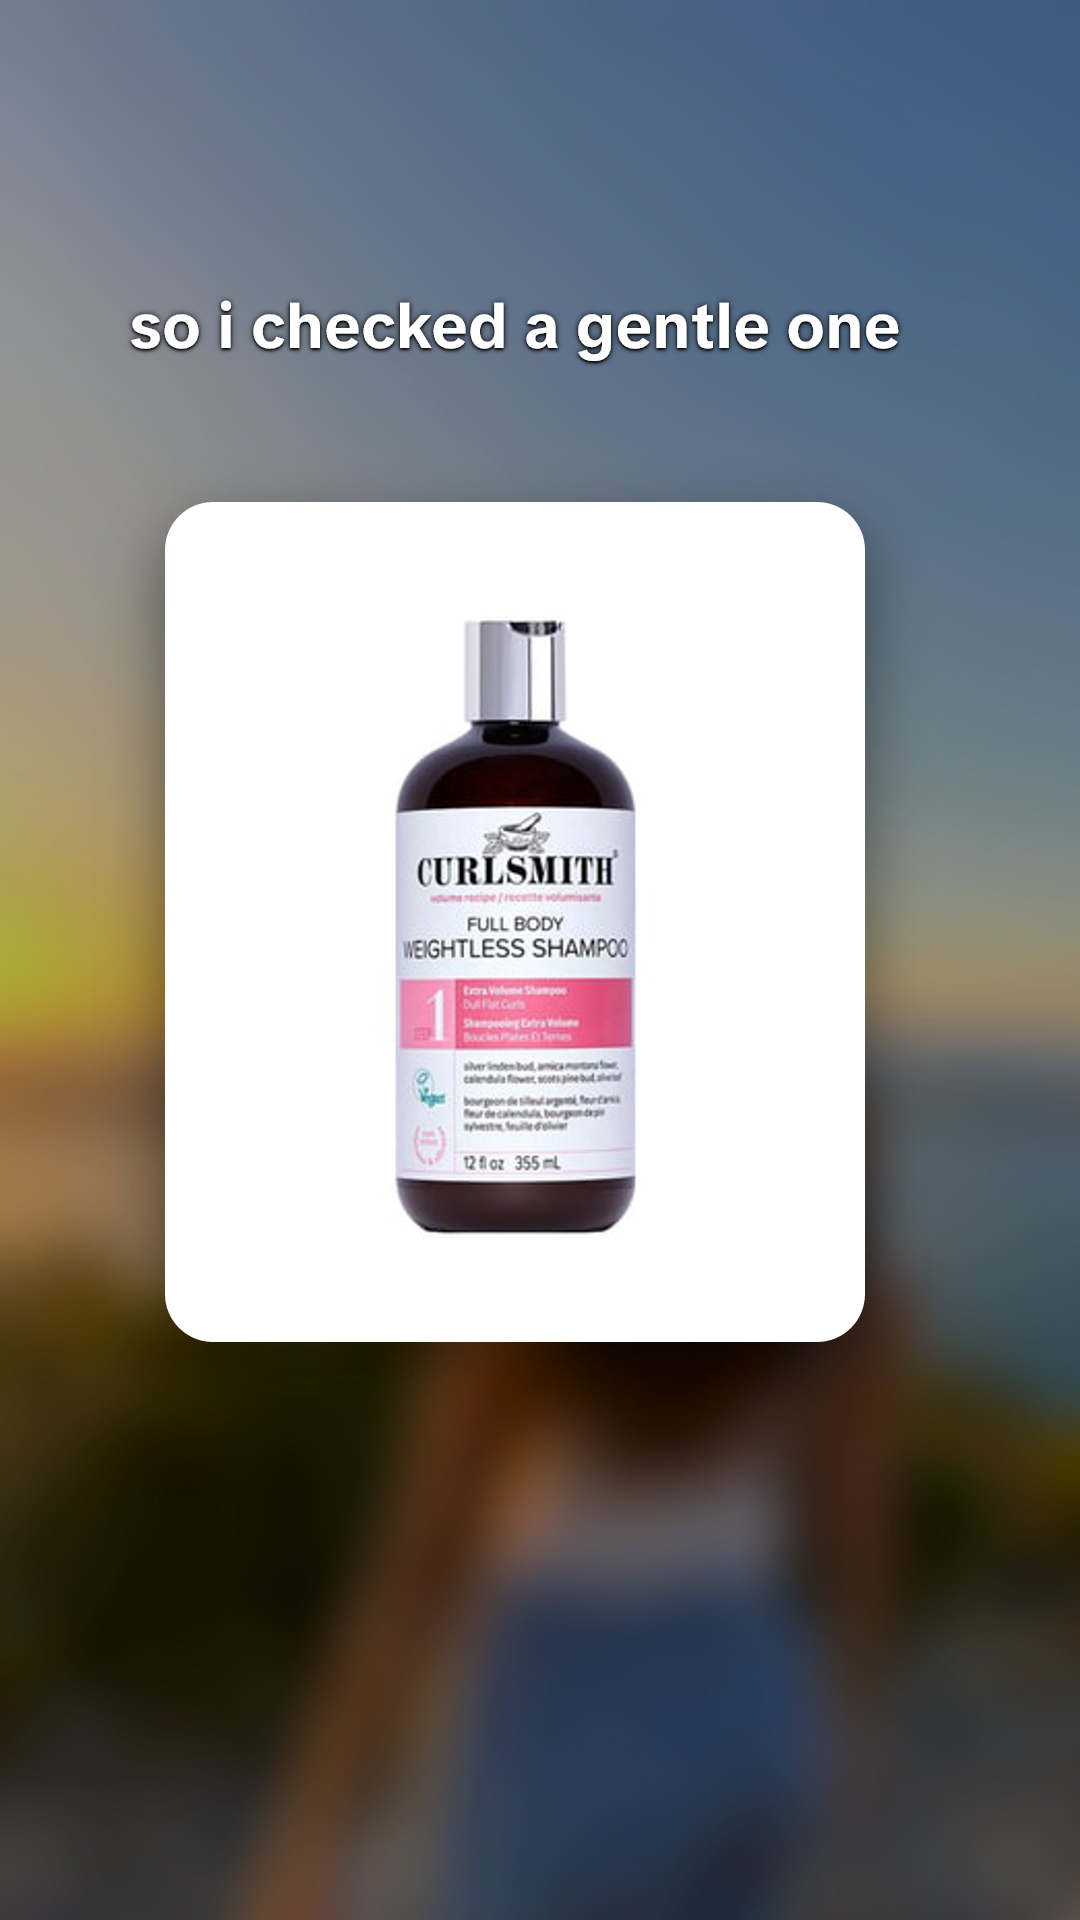 so i checked a gentle one
CURLSMITH
volume recipe / recette volumisante
FULL BODY
WEIGHTLESS SHAMPOO
1
Extra Volume Shampoo
Dull Flat Curls
Shampooing Extra Volume
Boucles Plates Et Ternes
silver linden bud, arnica montana flower,
calendula flower, scots pine bud, olive leaf
bourgeon de tilleul argenté, fleur d'arnica,
fleur de calendula, bourgeon de pin
sylvestre, feuille d'olivier
vegan
12 fl oz 355 mL